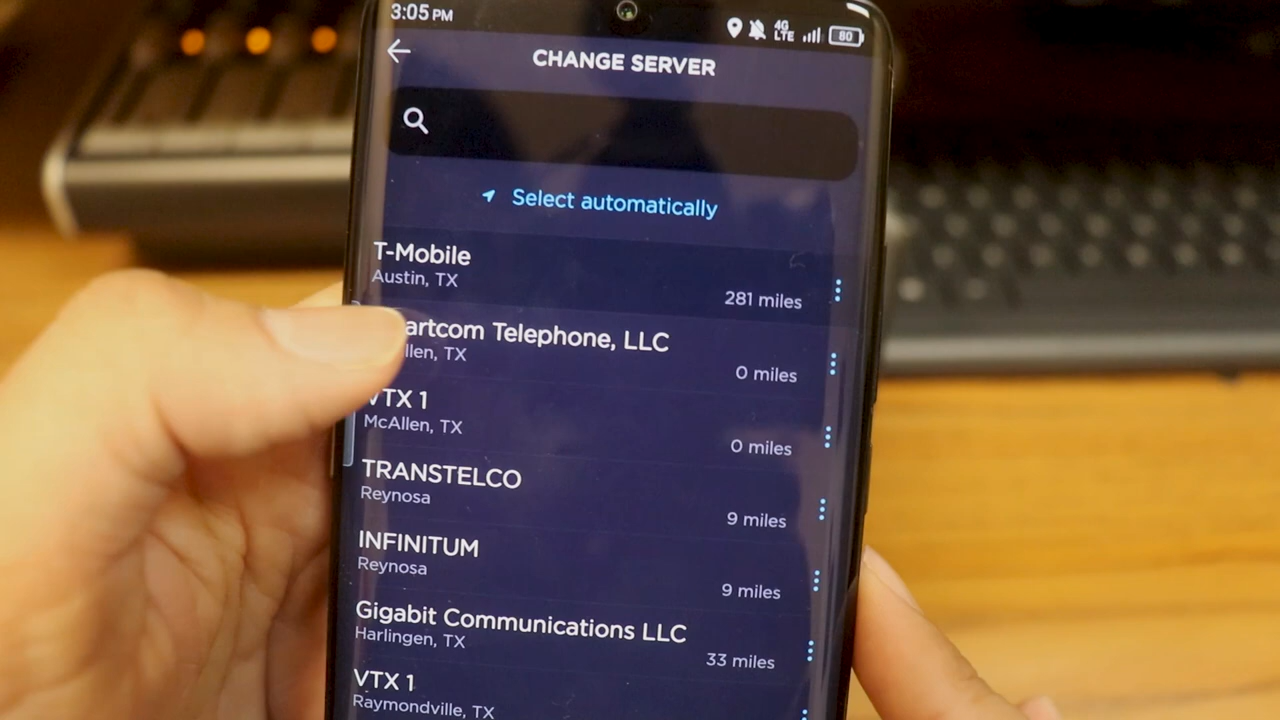 3:05 PM
4G
LTE
80
CHANGE SERVER
Select automatically
T-Mobile
Austin, TX
281 miles
artcom Telephone, LLC
llen, TX
0 miles
VTX 1
McAllen, TX
0 miles
TRANSTELCO
Reynosa
9 miles
INFINITUM
Reynosa
9 miles
Gigabit Communications LLC
Harlingen, TX
33 miles
VTX 1
Raymondville, TX